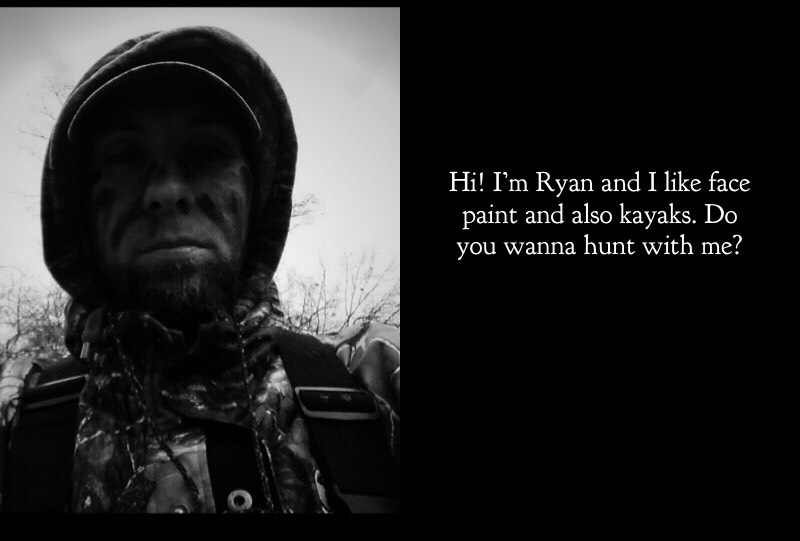 Hi! I'm Ryan and I like face
paint and also kayaks. Do
you wanna hunt with me?